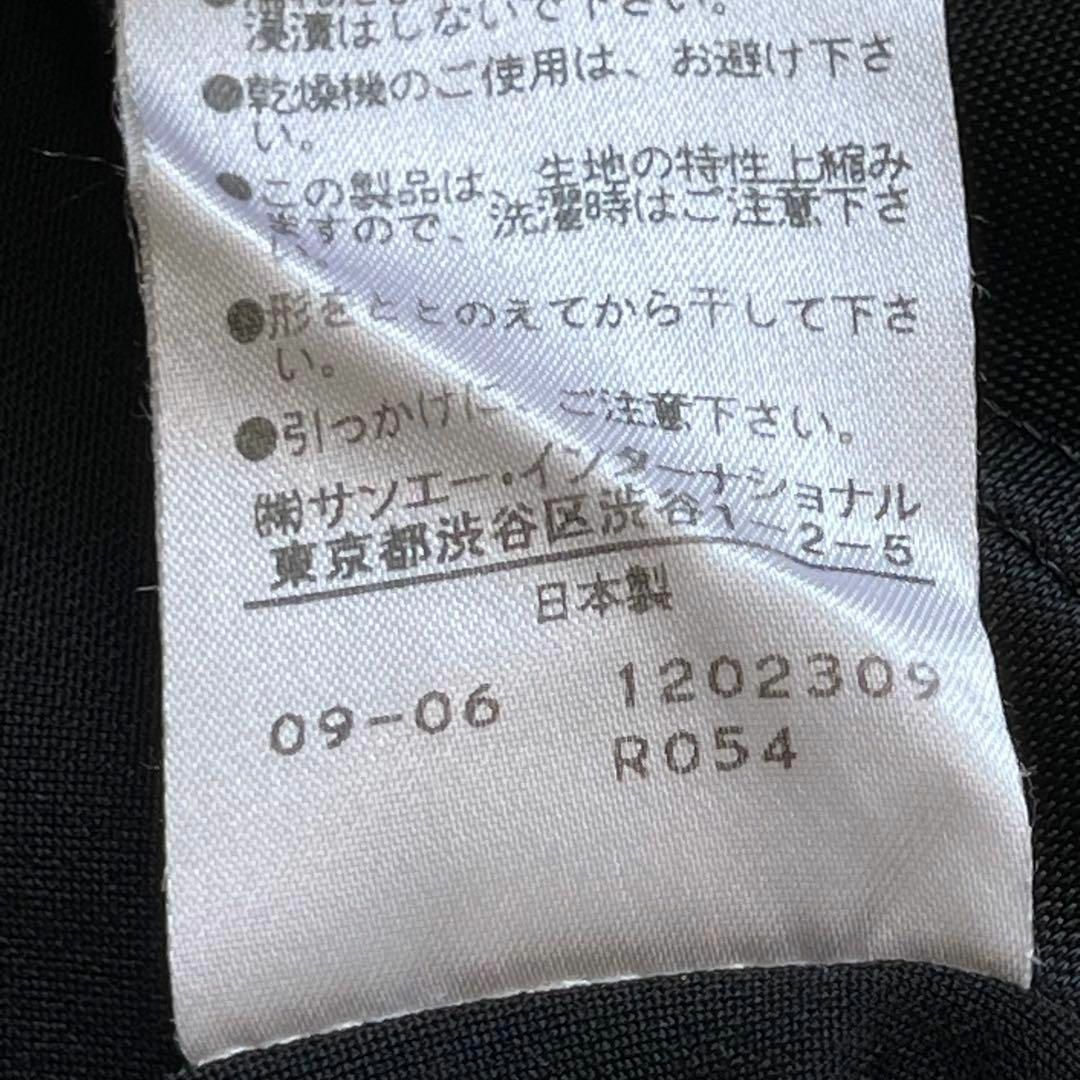 浸漬はしないで下さい。
●乾燥機のご使用は、お避け下さ
い。
●この製品は、生地の特性上縮み
ますので、洗濯時はご注意下さ
い。
●形をととのえてから干して下さ
い。
●引っかけに、ご注意下さい。
㈱サンエー・インターナショナル
東京都渋谷区渋谷1-2-5
日本製
09-06 1202309
R054